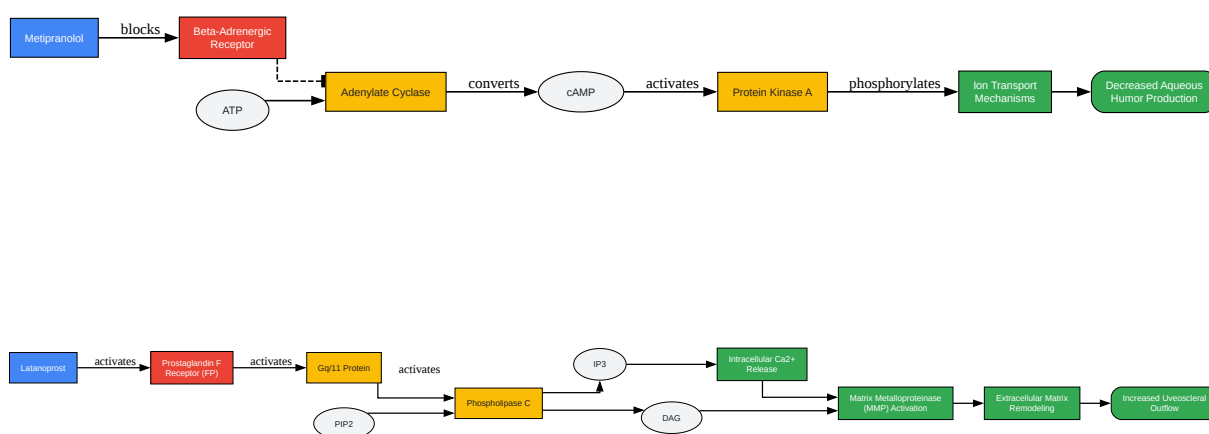 Metipranolol
blocks
Beta-Adrenergic
Receptor
ATP
Adenylate Cyclase
converts
cAMP
activates
Protein Kinase A
phosphorylates
Ion Transport
Mechanisms
Decreased Aqueous
Humor Production
Latanoprost
activates
Prostaglandin F
Receptor (FP)
activates
Gq/11 Protein
activates
PIP2
Phospholipase C
IP3
DAG
Intracellular Ca2+
Release
Matrix Metalloproteinase
(MMP) Activation
Extracellular Matrix
Remodeling
Increased Uveoscleral
Outflow